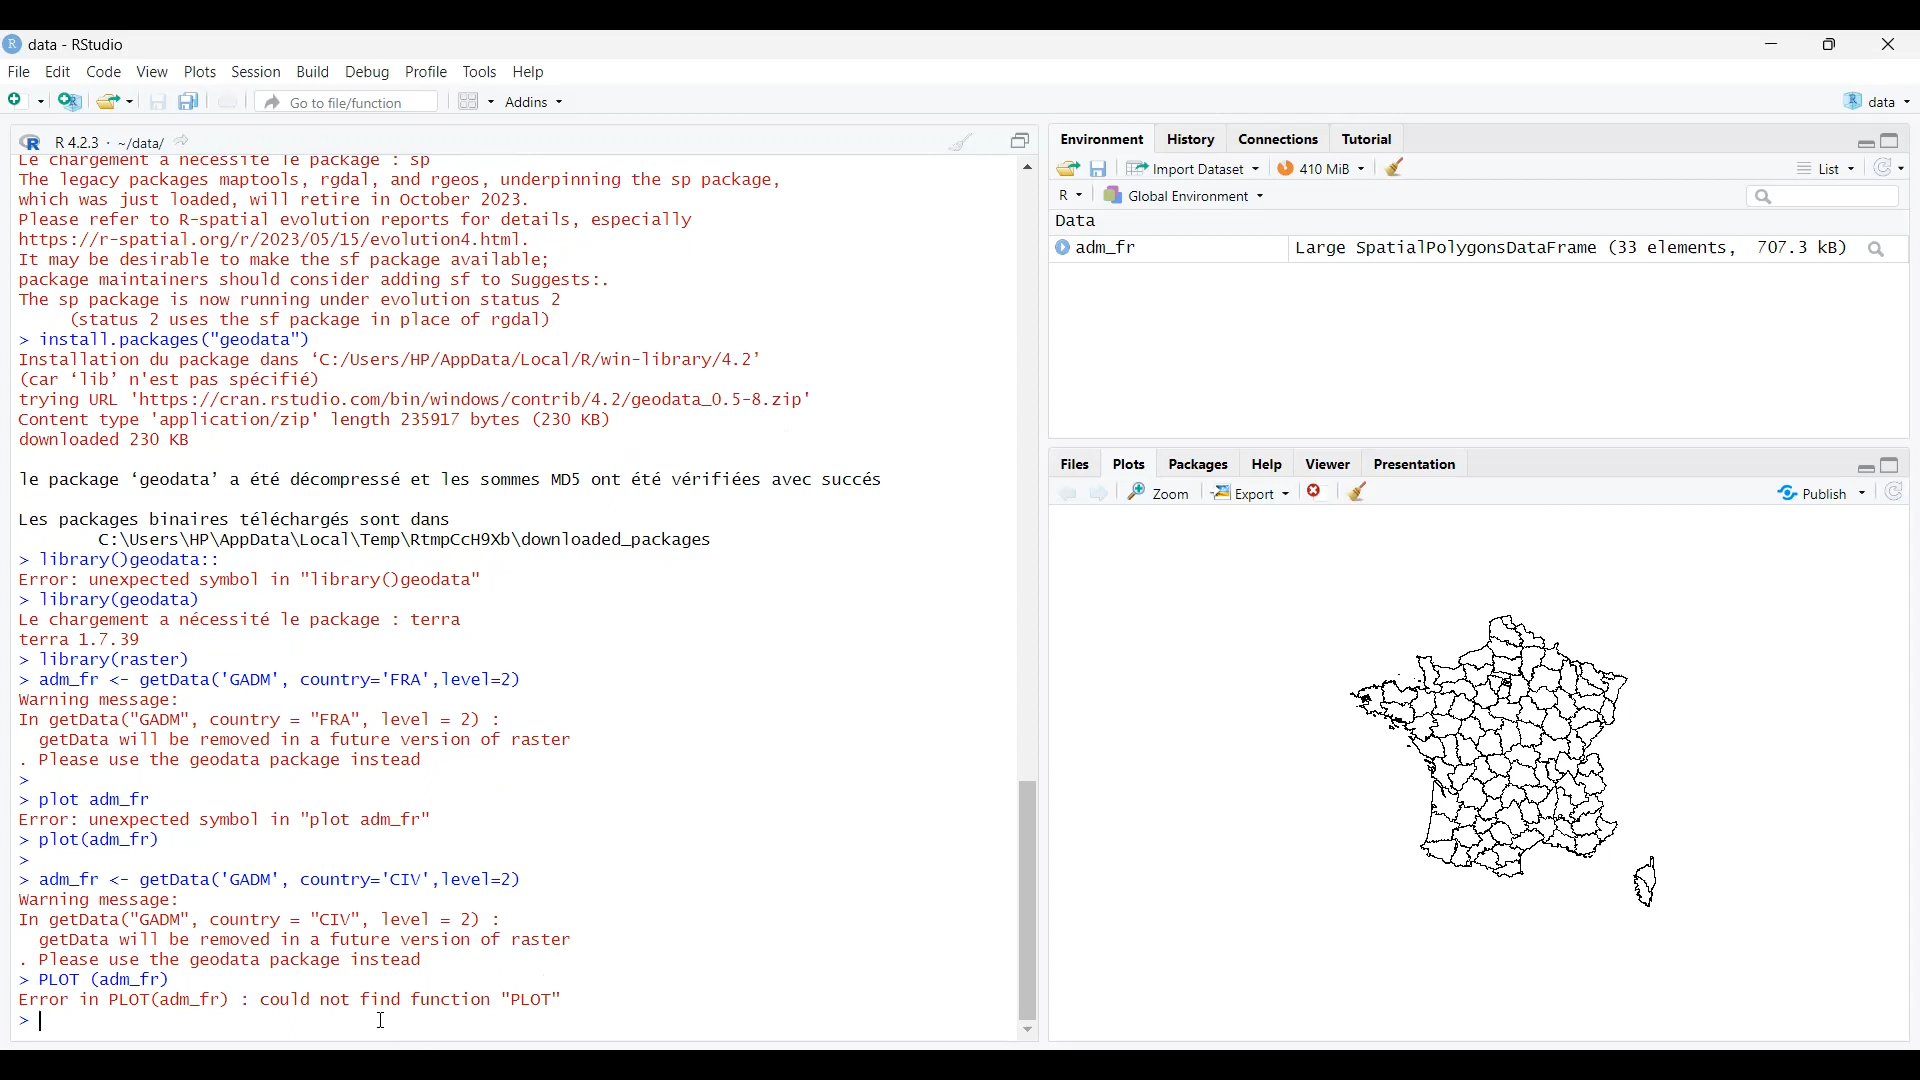 data - RStudio
File Edit Code View Plots Session Build Debug Profile Tools Help
Go to file/function Addins data
R 4.2.3 · ~/data/
Le chargement a nécessité le package : sp
The legacy packages maptools, rgdal, and rgeos, underpinning the sp package,
which was just loaded, will retire in October 2023.
Please refer to R-spatial evolution reports for details, especially
https://r-spatial.org/r/2023/05/15/evolution4.html.
It may be desirable to make the sf package available;
package maintainers should consider adding sf to Suggests:.
The sp package is now running under evolution status 2
(status 2 uses the sf package in place of rgdal)
> install.packages("geodata")
Installation du package dans ‘C:/Users/HP/AppData/Local/R/win-library/4.2’
(car ‘lib’ n'est pas spécifié)
trying URL 'https://cran.rstudio.com/bin/windows/contrib/4.2/geodata_0.5-8.zip'
Content type 'application/zip' length 235917 bytes (230 KB)
downloaded 230 KB
le package ‘geodata’ a été décompressé et les sommes MD5 ont été vérifiées avec succés
Les packages binaires téléchargés sont dans
C:\Users\HP\AppData\Local\Temp\RtmpCcH9Xb\downloaded_packages
> library()geodata::
Error: unexpected symbol in "library()geodata"
> library(geodata)
Le chargement a nécessité le package : terra
terra 1.7.39
> library(raster)
> adm_fr <- getData('GADM', country='FRA',level=2)
Warning message:
In getData("GADM", country = "FRA", level = 2) :
getData will be removed in a future version of raster
. Please use the geodata package instead
>
> plot adm_fr
Error: unexpected symbol in "plot adm_fr"
> plot(adm_fr)
>
> adm_fr <- getData('GADM', country='CIV',level=2)
Warning message:
In getData("GADM", country = "CIV", level = 2) :
getData will be removed in a future version of raster
. Please use the geodata package instead
> PLOT (adm_fr)
Error in PLOT(adm_fr) : could not find function "PLOT"
>
Environment History Connections Tutorial
Import Dataset 410 MiB List
R Global Environment
Data
adm_fr Large SpatialPolygonsDataFrame (33 elements, 707.3 kB)
Files Plots Packages Help Viewer Presentation
Zoom Export Publish